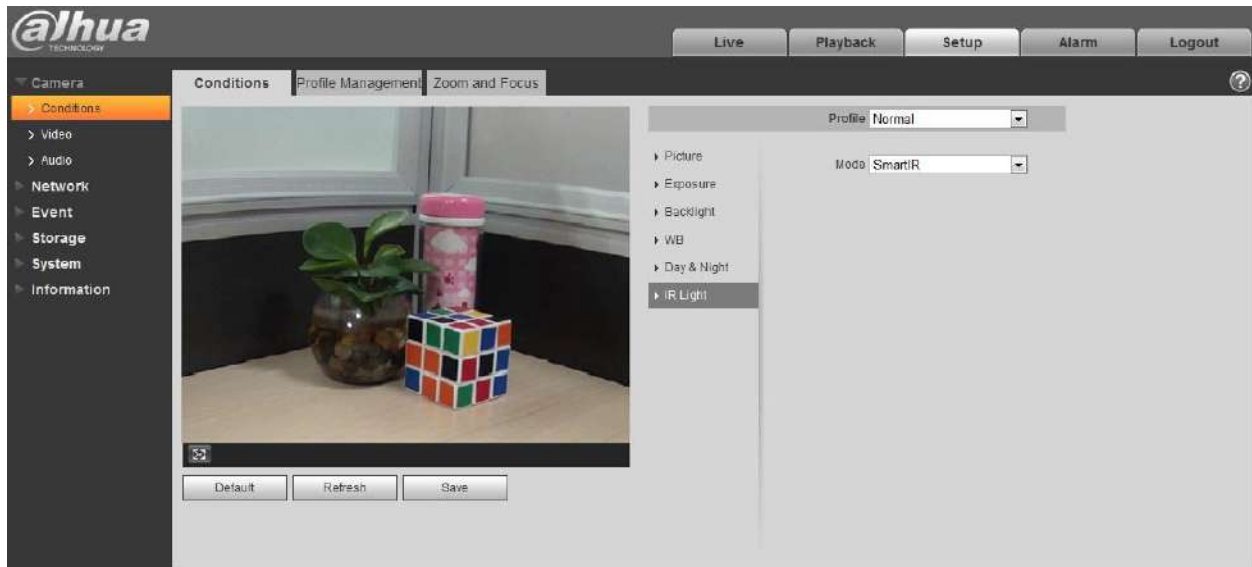 alhua
TECHNOLOGY
Live
Playback
Setup
Alarm
Logout
Camera
Conditions
Video
Audio
Network
Event
Storage
System
Information
Conditions
Profile Management
Zoom and Focus
?
Profile Normal
Picture
Exposure
Backlight
WB
Day & Night
IR Light
Mode SmartIR
Default
Refresh
Save